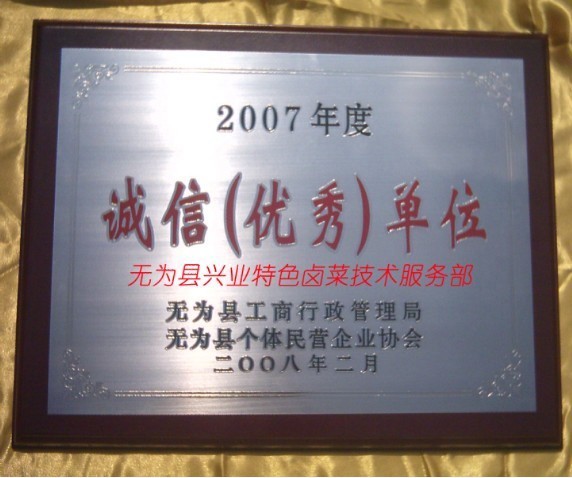 2007年度
诚信(优秀)单位
无为县兴业特色卤菜技术服务部
无为县工商行政管理局
无为县个体民营企业协会
二〇〇八年二月